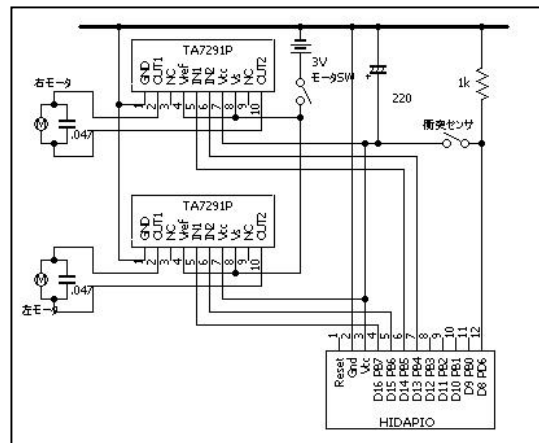 TA7291P
GND
OUT1
NC
Vref
IN1
IN2
Vcc
Vs
NC
OUT2
1 2 3 4 5 6 7 8 9 10
右モータ
M
.047
3V
モータSW
+
220
1k
衝突センサ
TA7291P
GND
OUT1
NC
Vref
IN1
IN2
Vcc
Vs
NC
OUT2
1 2 3 4 5 6 7 8 9 10
M
.047
左モータ
1 2 3 4 5 6 7 8 9 10 11 12
Reset
Gnd
Vcc
D16 PB7
D15 PB6
D14 PB5
D13 PB4
D12 PB3
D11 PB2
D10 PB1
D9 PB0
D8 PD6
HIDAPIO